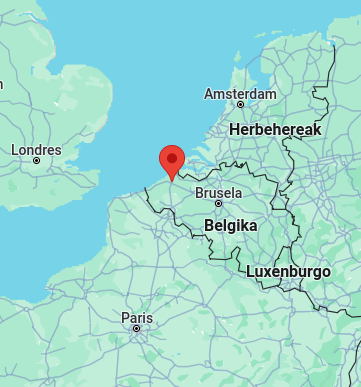 Amsterdam
Herbehereak
Londres
Brusela
Belgika
Luxenburgo
Paris